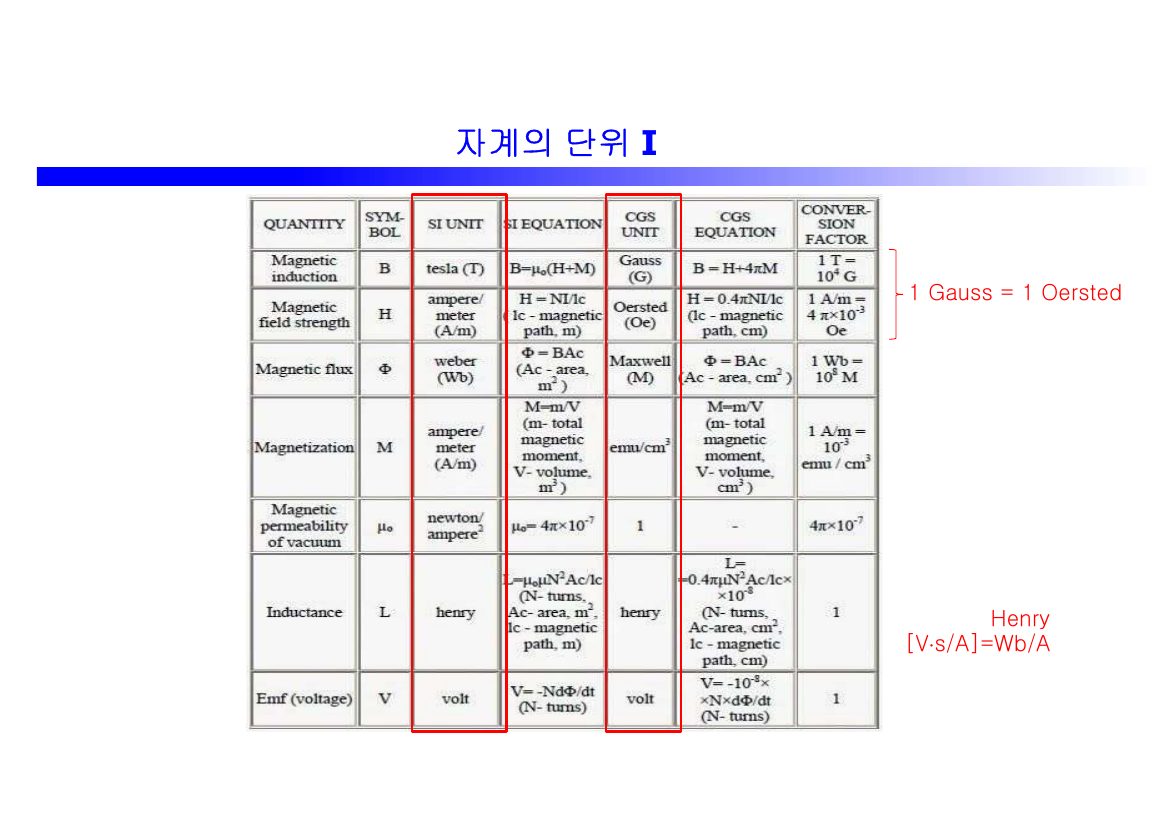 자계의 단위 I
QUANTITY
SYM-
BOL
SI UNIT
SI EQUATION
CGS
UNIT
CGS
EQUATION
CONVER-
SION
FACTOR
Magnetic
induction
B
tesla (T)
B=μₒ(H+M)
Gauss
(G)
B = H+4πM
1 T =
10⁴ G
Magnetic
field strength
H
ampere/
meter
(A/m)
H = NI/lc
( lc - magnetic
path, m)
Oersted
(Oe)
H = 0.4πNI/lc
(lc - magnetic
path, cm)
1 A/m =
4 π×10⁻³
Oe
1 Gauss = 1 Oersted
Magnetic flux
Φ
weber
(Wb)
Φ = BAc
(Ac - area,
m² )
Maxwell
(M)
Φ = BAc
(Ac - area, cm² )
1 Wb =
10⁸ M
Magnetization
M
ampere/
meter
(A/m)
M=m/V
(m- total
magnetic
moment,
V- volume,
m³ )
emu/cm³
M=m/V
(m- total
magnetic
moment,
V- volume,
cm³ )
1 A/m =
10⁻³
emu / cm³
Magnetic
permeability
of vacuum
μₒ
newton/
ampere²
μₒ= 4π×10⁻⁷
1
-
4π×10⁻⁷
Inductance
L
henry
L=μₒμN²Ac/lc
(N- turns,
Ac- area, m²,
lc - magnetic
path, m)
henry
L=
=0.4πμN²Ac/lc×
×10⁻⁸
(N- turns,
Ac-area, cm²,
lc - magnetic
path, cm)
1
Henry
[V·s/A]=Wb/A
Emf (voltage)
V
volt
V= -NdΦ/dt
(N- turns)
volt
V= -10⁻⁸×
×N×dΦ/dt
(N- turns)
1